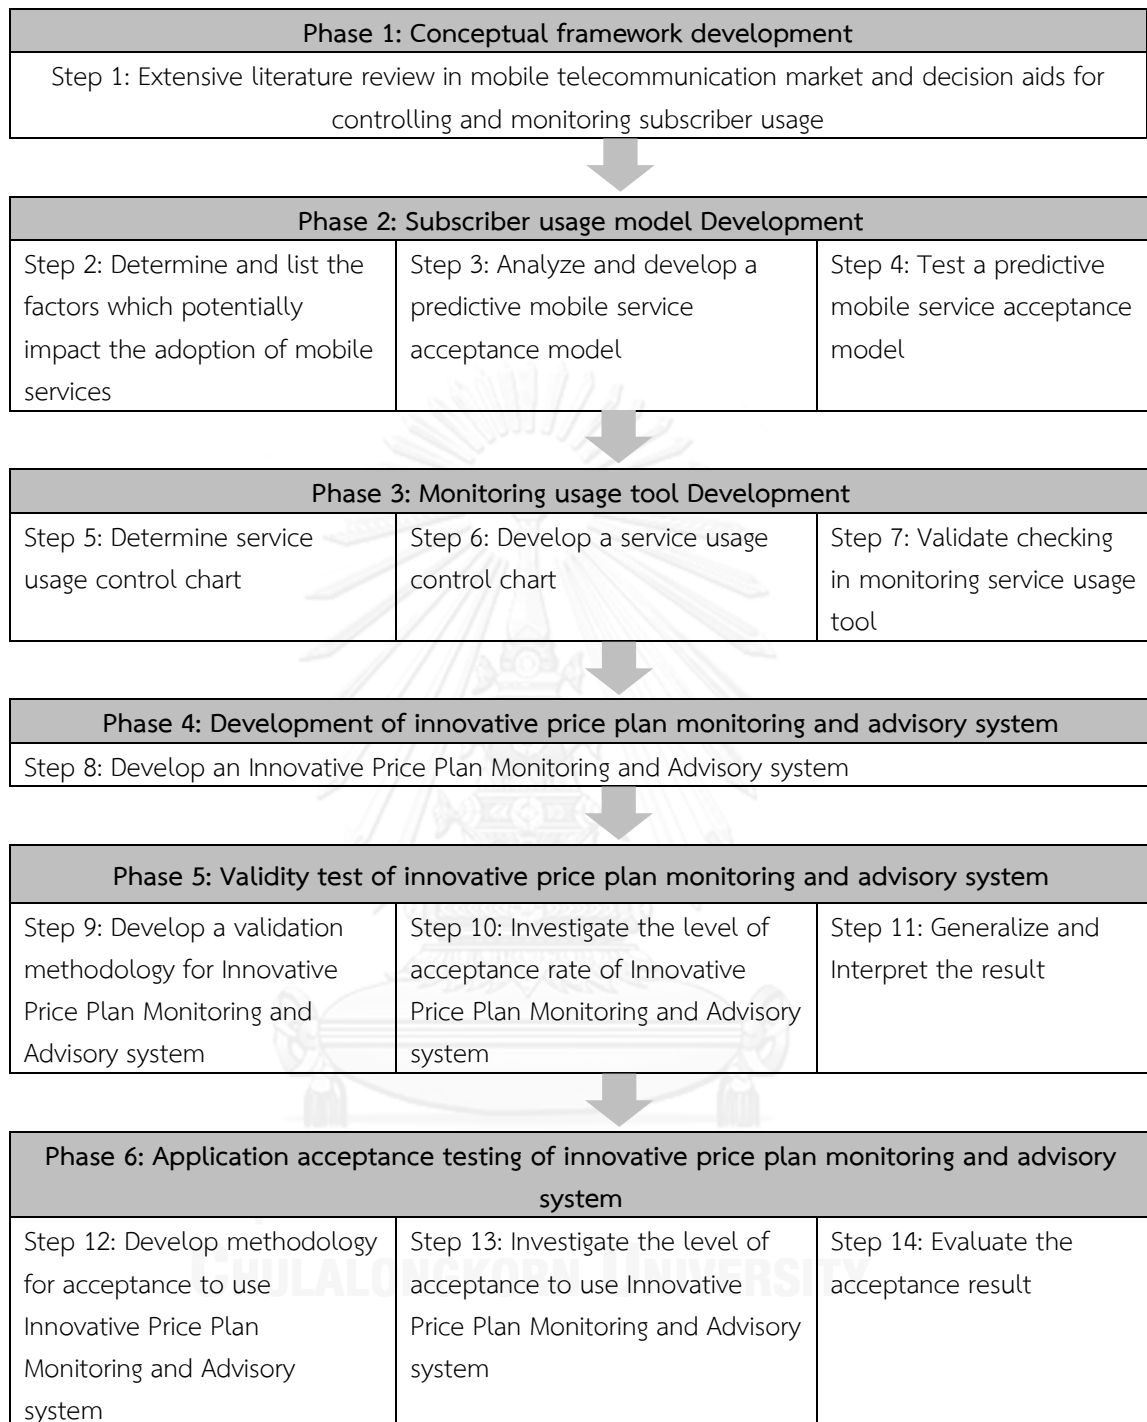 Phase 1: Conceptual framework development
Step 1: Extensive literature review in mobile telecommunication market and decision aids for
controlling and monitoring subscriber usage
Phase 2: Subscriber usage model Development
Step 2: Determine and list the
factors which potentially
impact the adoption of mobile
services
Step 3: Analyze and develop a
predictive mobile service
acceptance model
Step 4: Test a predictive
mobile service acceptance
model
Phase 3: Monitoring usage tool Development
Step 5: Determine service
usage control chart
Step 6: Develop a service usage
control chart
Step 7: Validate checking
in monitoring service usage
tool
Phase 4: Development of innovative price plan monitoring and advisory system
Step 8: Develop an Innovative Price Plan Monitoring and Advisory system
Phase 5: Validity test of innovative price plan monitoring and advisory system
Step 9: Develop a validation
methodology for Innovative
Price Plan Monitoring and
Advisory system
Step 10: Investigate the level of
acceptance rate of Innovative
Price Plan Monitoring and Advisory
system
Step 11: Generalize and
Interpret the result
Phase 6: Application acceptance testing of innovative price plan monitoring and advisory
system
Step 12: Develop methodology
for acceptance to use
Innovative Price Plan
Monitoring and Advisory
system
Step 13: Investigate the level of
acceptance to use Innovative
Price Plan Monitoring and Advisory
system
Step 14: Evaluate the
acceptance result
CHULALONGKORN UNIVERSITY